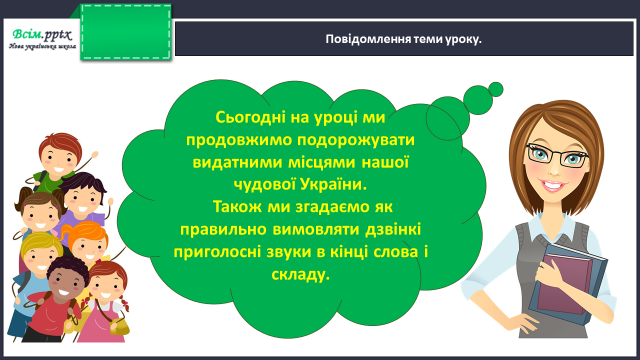 Всім.pptx
Нова українська школа
Повідомлення теми уроку.
Сьогодні на уроці ми
продовжимо подорожувати
видатними місцями нашої
чудової України.
Також ми згадаємо як
правильно вимовляти дзвінкі
приголосні звуки в кінці слова і
складу.